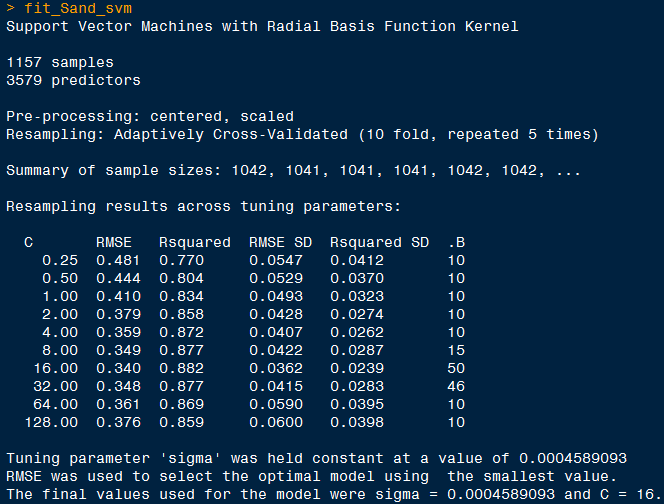 > fit_Sand_svm
Support Vector Machines with Radial Basis Function Kernel
1157 samples
3579 predictors
Pre-processing: centered, scaled
Resampling: Adaptively Cross-Validated (10 fold, repeated 5 times)
Summary of sample sizes: 1042, 1041, 1041, 1041, 1042, 1042, ...
Resampling results across tuning parameters:
C RMSE Rsquared RMSE SD Rsquared SD .B
0.25 0.481 0.770 0.0547 0.0412 10
0.50 0.444 0.804 0.0529 0.0370 10
1.00 0.410 0.834 0.0493 0.0323 10
2.00 0.379 0.858 0.0428 0.0274 10
4.00 0.359 0.872 0.0407 0.0262 10
8.00 0.349 0.877 0.0422 0.0287 15
16.00 0.340 0.882 0.0362 0.0239 50
32.00 0.348 0.877 0.0415 0.0283 46
64.00 0.361 0.869 0.0590 0.0395 10
128.00 0.376 0.859 0.0600 0.0398 10
Tuning parameter 'sigma' was held constant at a value of 0.0004589093
RMSE was used to select the optimal model using  the smallest value.
The final values used for the model were sigma = 0.0004589093 and C = 16.